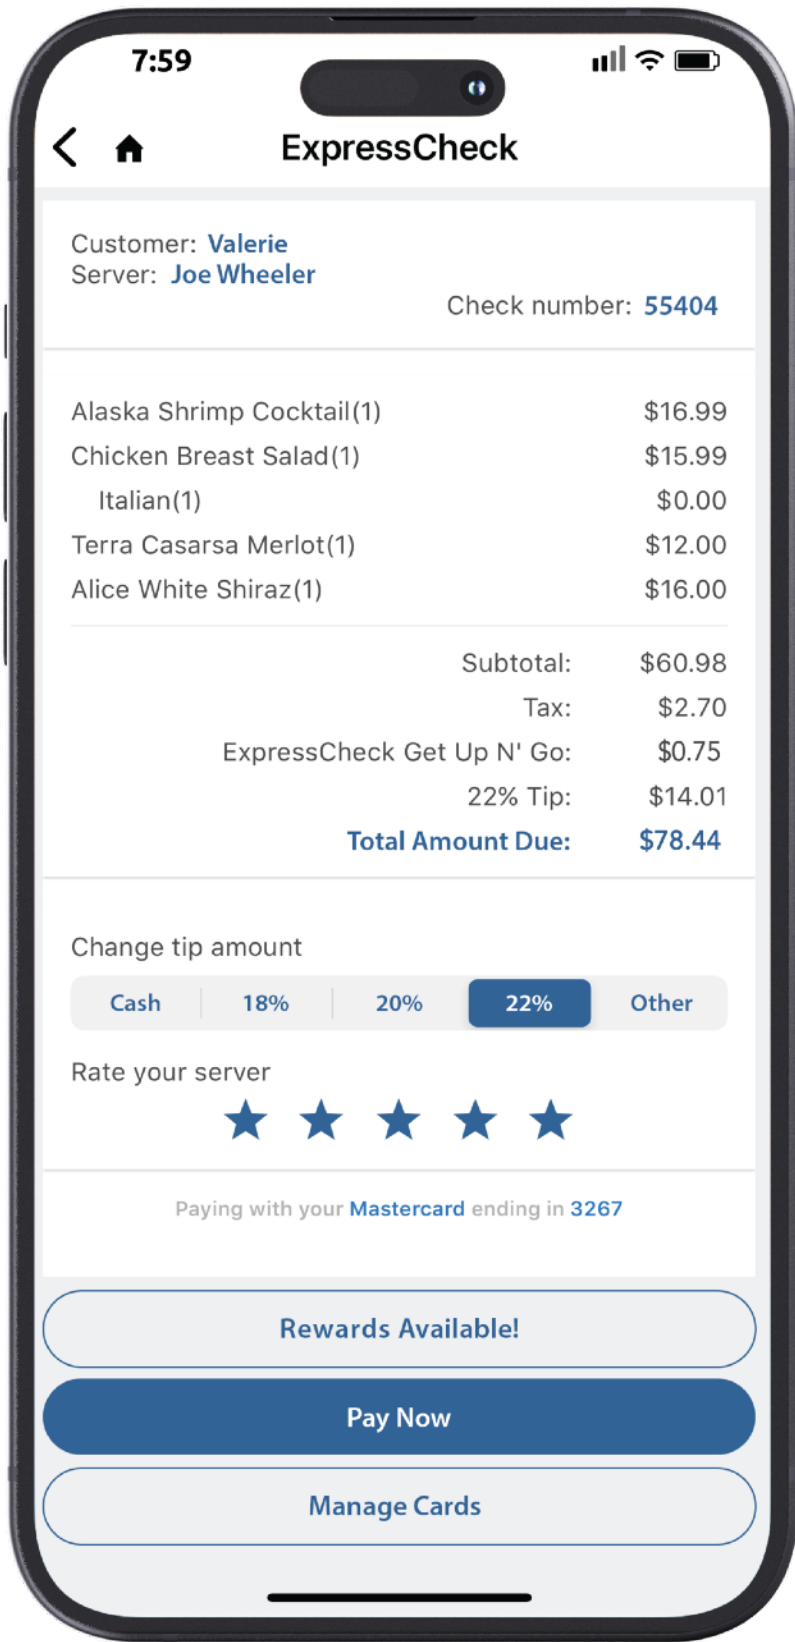 7:59
ExpressCheck
Customer: Valerie
Server: Joe Wheeler
Check number: 55404
Alaska Shrimp Cocktail(1) $16.99
Chicken Breast Salad(1) $15.99
Italian(1) $0.00
Terra Casarsa Merlot(1) $12.00
Alice White Shiraz(1) $16.00
Subtotal: $60.98
Tax: $2.70
ExpressCheck Get Up N' Go: $0.75
22% Tip: $14.01
Total Amount Due: $78.44
Change tip amount
Cash 18% 20% 22% Other
Rate your server
Paying with your Mastercard ending in 3267
Rewards Available!
Pay Now
Manage Cards